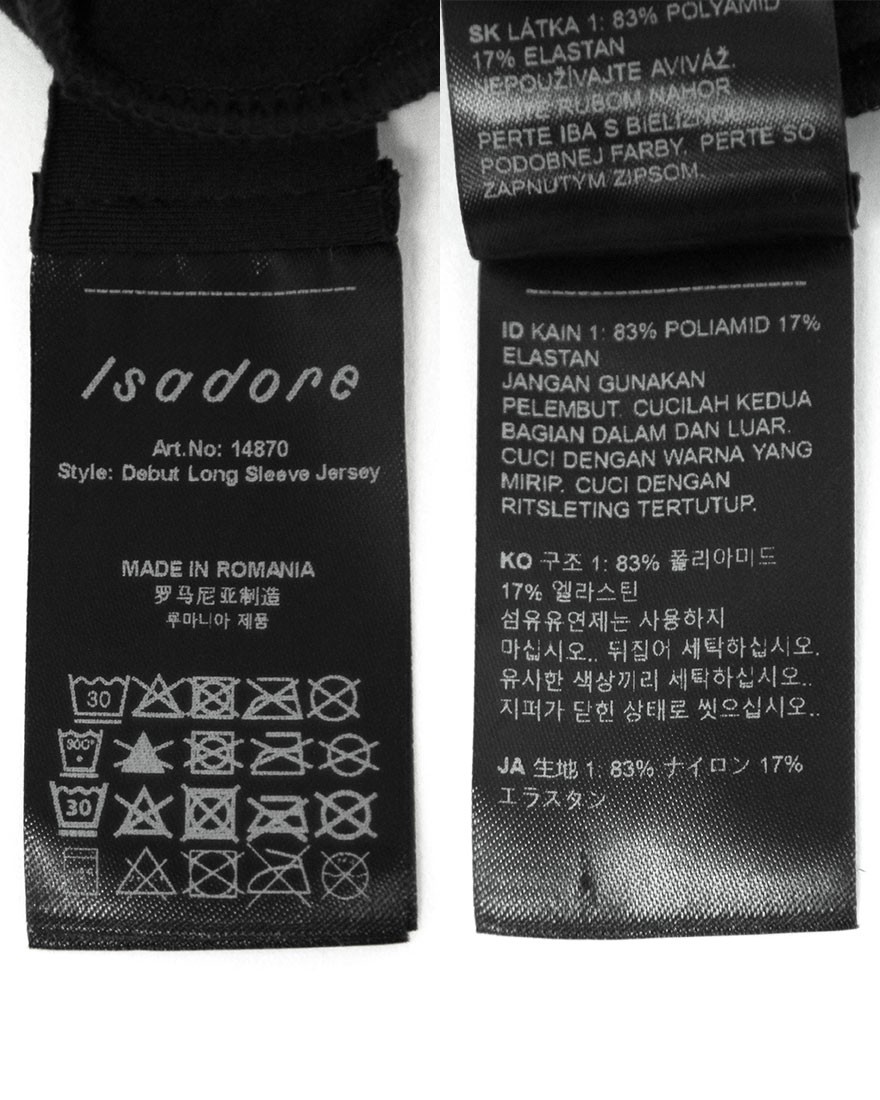 Isadore
Art.No: 14870
Style: Debut Long Sleeve Jersey
MADE IN ROMANIA
罗马尼亚制造
루마니아 제품
30
30
SK LÁTKA 1: 83% POLYAMID
17% ELASTAN
NEPOUŽÍVAJTE AVIVÁŽ.
RUBOM NAHOR
PERTE IBA S BIELIZŇOU
PODOBNEJ FARBY. PERTE SO
ZAPNUTÝM ZIPSOM.
ID KAIN 1: 83% POLIAMID 17%
ELASTAN
JANGAN GUNAKAN
PELEMBUT. CUCILAH KEDUA
BAGIAN DALAM DAN LUAR.
CUCI DENGAN WARNA YANG
MIRIP. CUCI DENGAN
RITSLETING TERTUTUP.
KO 구조 1: 83% 폴리아미드
17% 엘라스틴
섬유유연제는 사용하지
마십시오.. 뒤집어 세탁하십시오.
유사한 색상끼리 세탁하십시오..
지퍼가 닫힌 상태로 씻으십시오..
JA 生地 1: 83% ナイロン 17%
エラスタン